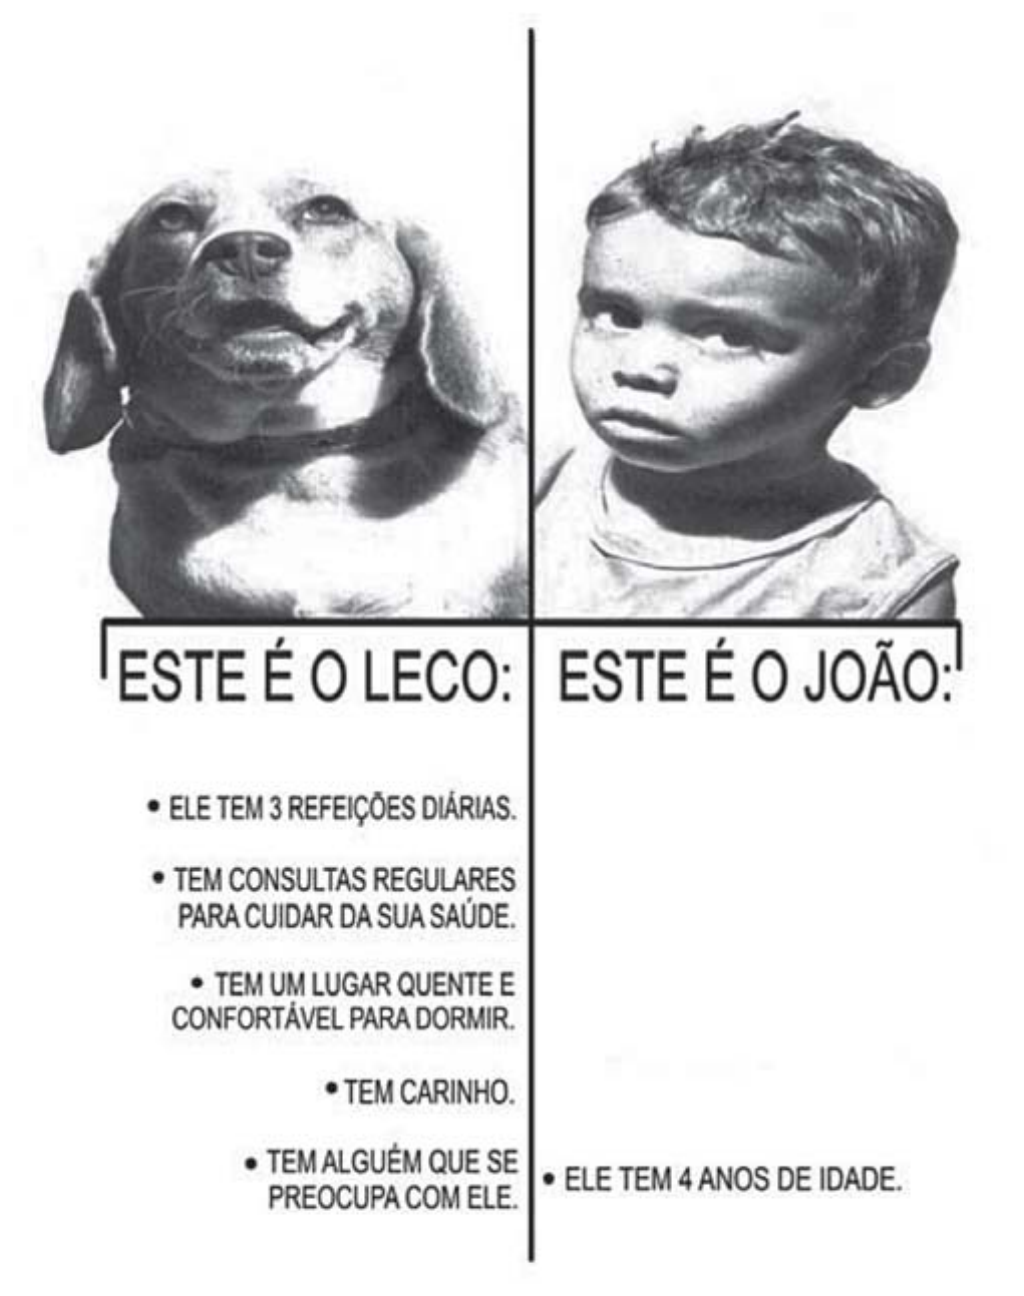 ESTE É O LECO:
• ELE TEM 3 REFEIÇÕES DIÁRIAS.
• TEM CONSULTAS REGULARES
PARA CUIDAR DA SUA SAÚDE.
• TEM UM LUGAR QUENTE E
CONFORTÁVEL PARA DORMIR.
• TEM CARINHO.
• TEM ALGUÉM QUE SE
PREOCUPA COM ELE.
ESTE É O JOÃO:
• ELE TEM 4 ANOS DE IDADE.